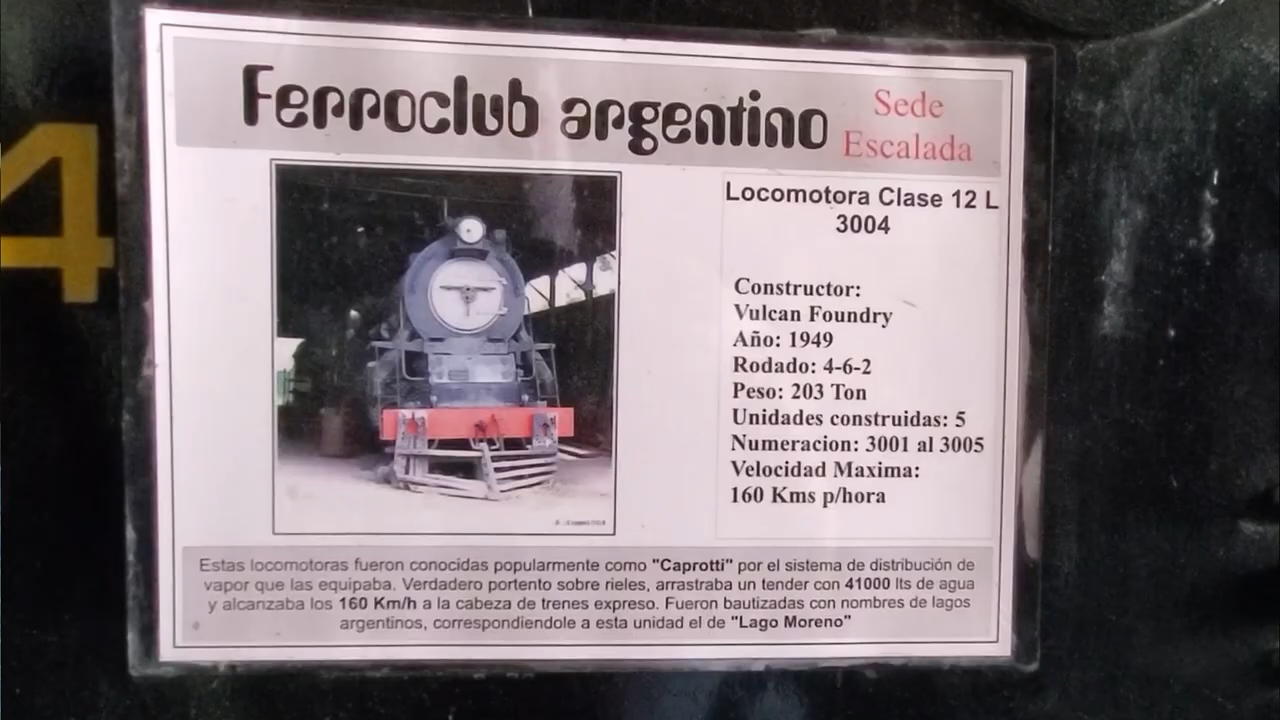 4
Ferroclub argentino
Sede
Escalada
Locomotora Clase 12 L
3004
Constructor:
Vulcan Foundry
Año: 1949
Rodado: 4-6-2
Peso: 203 Ton
Unidades construidas: 5
Numeracion: 3001 al 3005
Velocidad Maxima:
160 Kms p/hora
Estas locomotoras fueron conocidas popularmente como "Caprotti" por el sistema de distribución de
vapor que las equipaba. Verdadero portento sobre rieles, arrastraba un tender con 41000 lts de agua
y alcanzaba los 160 Km/h a la cabeza de trenes expreso. Fueron bautizadas con nombres de lagos
argentinos, correspondiendole a esta unidad el de "Lago Moreno"